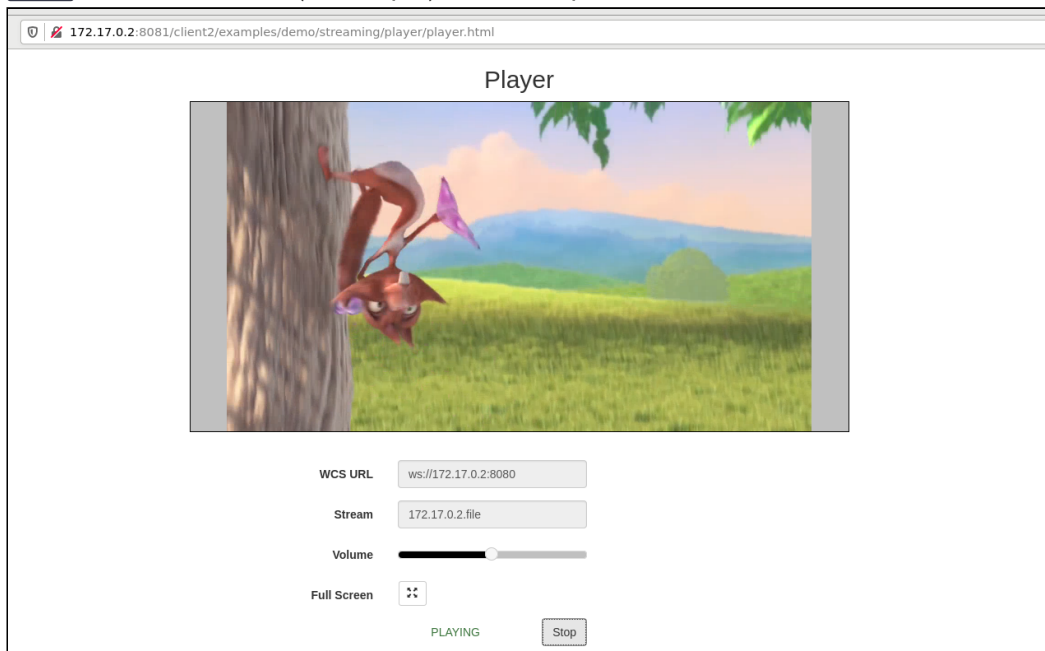 172.17.0.2:8081/client2/examples/demo/streaming/player/player.html
Player
WCS URL ws://172.17.0.2:8080
Stream 172.17.0.2.file
Volume
Full Screen
PLAYING Stop